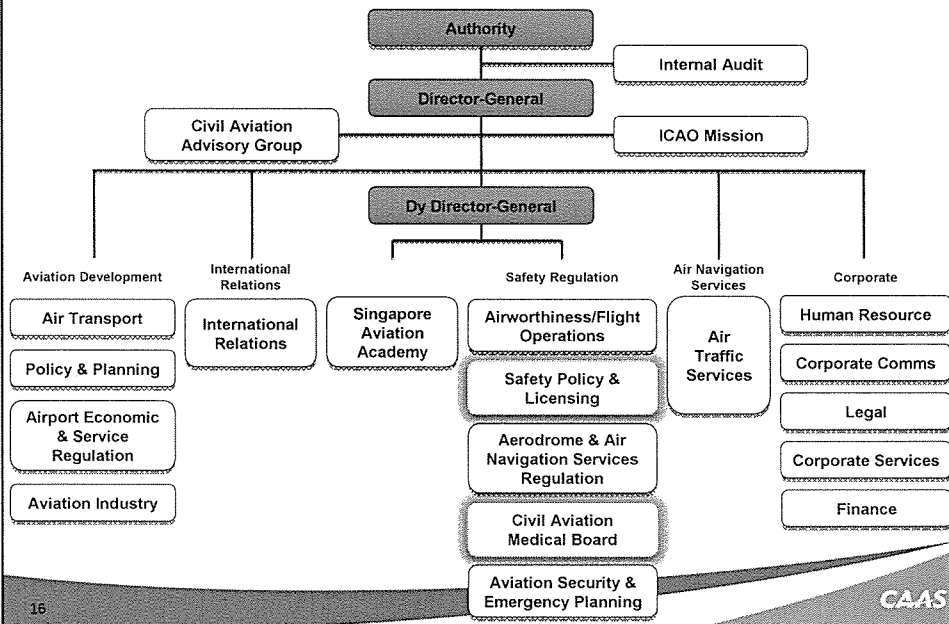 Authority
Internal Audit
Director-General
Civil Aviation
Advisory Group
ICAO Mission
Dy Director-General
Aviation Development
International
Relations
Safety Regulation
Air Navigation
Services
Corporate
Air Transport
Policy & Planning
Airport Economic
& Service
Regulation
Aviation Industry
International
Relations
Singapore
Aviation
Academy
Airworthiness/Flight
Operations
Safety Policy &
Licensing
Aerodrome & Air
Navigation Services
Regulation
Civil Aviation
Medical Board
Aviation Security &
Emergency Planning
Air
Traffic
Services
Human Resource
Corporate Comms
Legal
Corporate Services
Finance
16
CAAS